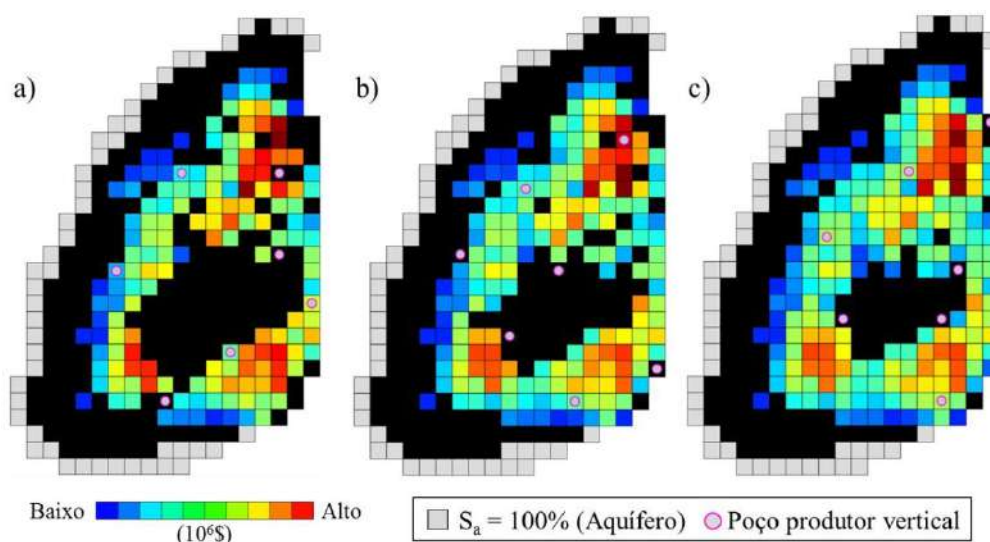 a)
b)
c)
Baixo Alto
(10⁶$)
Sₐ = 100% (Aquífero) Poço produtor vertical